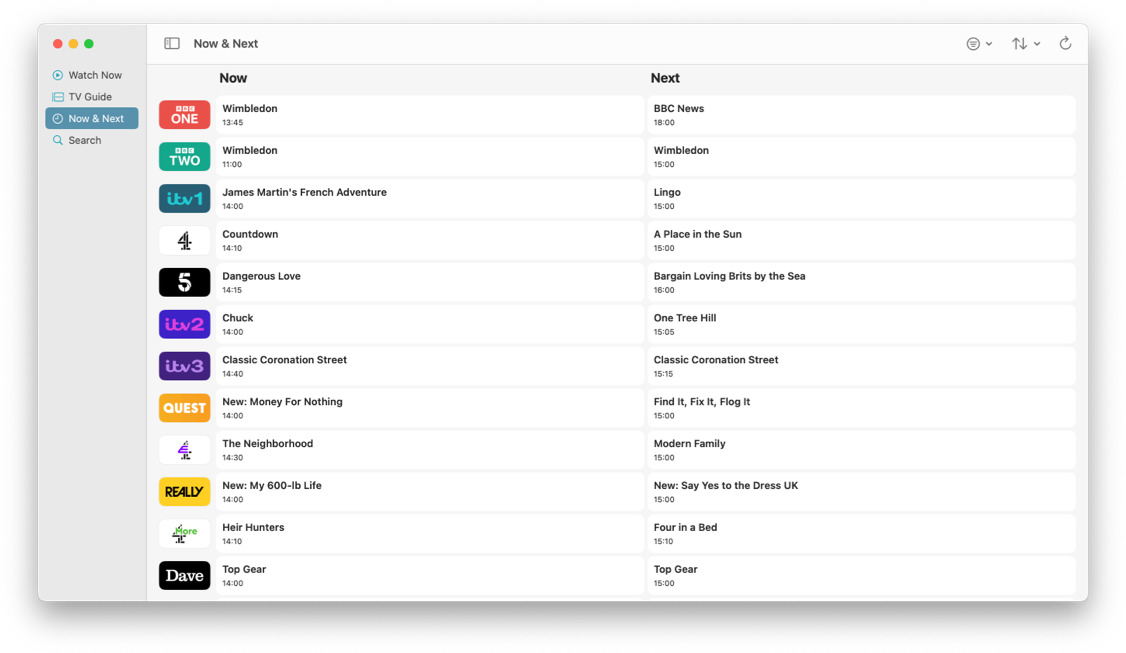 Now & Next
Watch Now
TV Guide
Now & Next
Search
Now Next
BBC ONE
Wimbledon
13:45
BBC News
18:00
BBC TWO
Wimbledon
11:00
Wimbledon
15:00
itv1
James Martin's French Adventure
14:00
Lingo
15:00
4
Countdown
14:10
A Place in the Sun
15:00
5
Dangerous Love
14:15
Bargain Loving Brits by the Sea
16:00
itv2
Chuck
14:00
One Tree Hill
15:05
itv3
Classic Coronation Street
14:40
Classic Coronation Street
15:15
QUEST
New: Money For Nothing
14:00
Find It, Fix It, Flog It
15:00
E4
The Neighborhood
14:30
Modern Family
15:00
REALLY
New: My 600-lb Life
14:00
New: Say Yes to the Dress UK
15:00
More 4
Heir Hunters
14:10
Four in a Bed
15:10
Dave
Top Gear
14:00
Top Gear
15:00